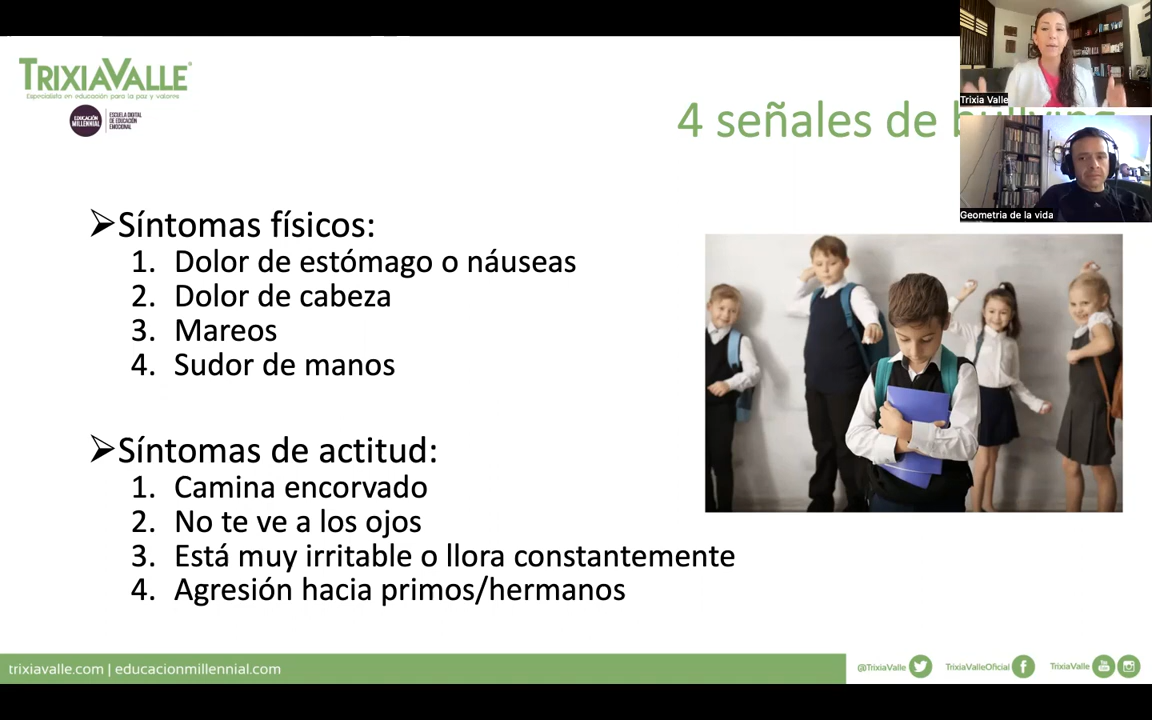 TRIXIAVALLE®
Especialista en educación para la paz y valores
EDUCACIÓN MILLENNIAL
ESCUELA DIGITAL DE EDUCACIÓN EMOCIONAL
Trixia Valle
4 señales de bullying
Geometria de la vida
➢Síntomas físicos:
1. Dolor de estómago o náuseas
2. Dolor de cabeza
3. Mareos
4. Sudor de manos
➢Síntomas de actitud:
1. Camina encorvado
2. No te ve a los ojos
3. Está muy irritable o llora constantemente
4. Agresión hacia primos/hermanos
trixiavalle.com | educacionmillennial.com
@TrixiaValle
TrixiaValleOficial
TrixiaValle